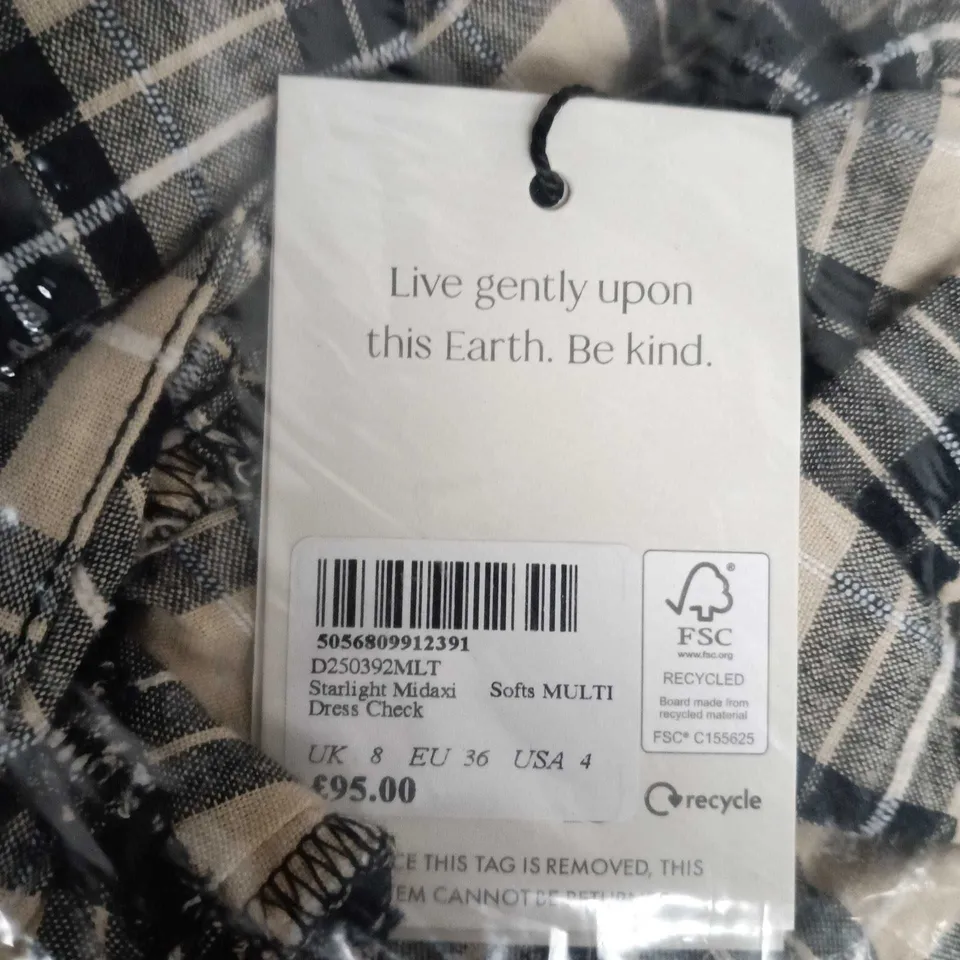 Live gently upon
this Earth. Be kind.
5056809912391
D250392MLT
Starlight Midaxi Softs MULTI
Dress Check
UK 8 EU 36 USA 4
£95.00
FSC®
www.fsc.org
RECYCLED
Board made from
recycled material
FSC® C155625
recycle
THIS TAG IS REMOVED, THIS
CANNOT BE